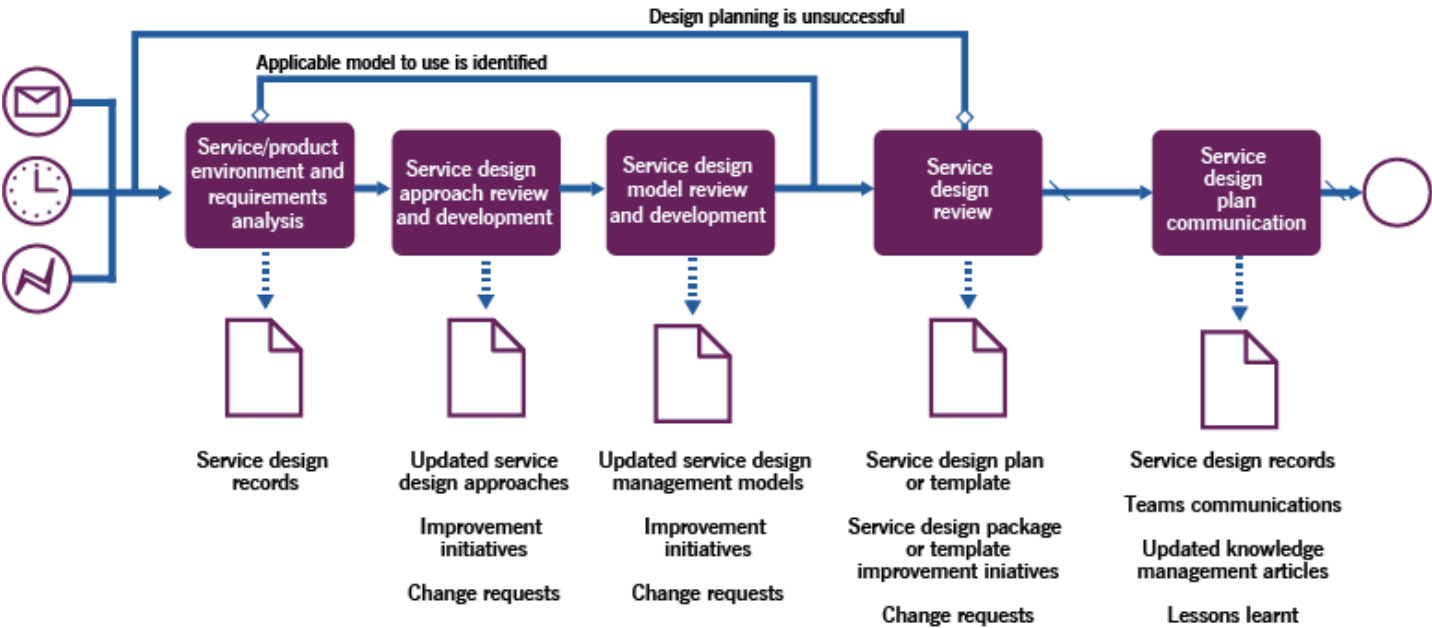 Design planning is unsuccessful
Applicable model to use is identified
Service/product
environment and
requirements
analysis
Service design
approach review
and development
Service design
model review
and development
Service
design
review
Service
design
plan
communication
Service design
records
Updated service
design approaches
Improvement
initiatives
Change requests
Updated service design
management models
Improvement
initiatives
Change requests
Service design plan
or template
Service design package
or template
improvement iniatives
Change requests
Service design records
Teams communications
Updated knowledge
management articles
Lessons learnt